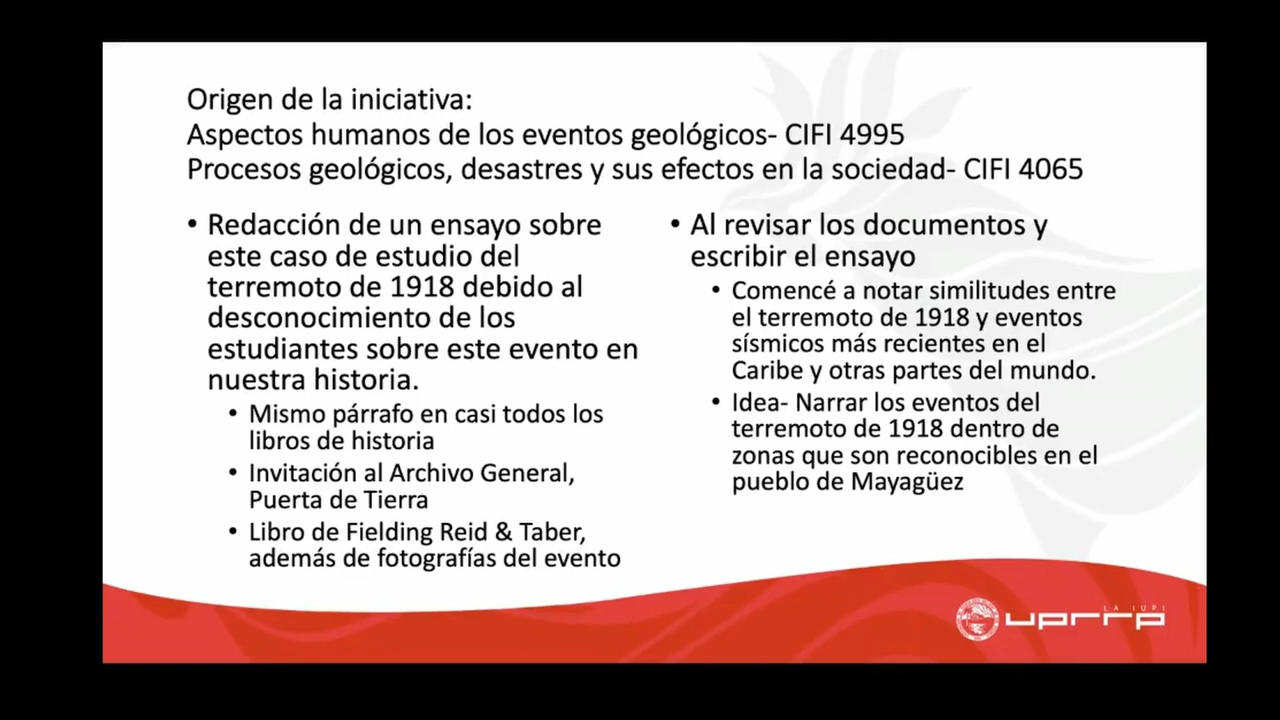 Origen de la iniciativa:
Aspectos humanos de los eventos geológicos- CIFI 4995
Procesos geológicos, desastres y sus efectos en la sociedad- CIFI 4065
• Redacción de un ensayo sobre
este caso de estudio del
terremoto de 1918 debido al
desconocimiento de los
estudiantes sobre este evento en
nuestra historia.
• Mismo párrafo en casi todos los
libros de historia
• Invitación al Archivo General,
Puerta de Tierra
• Libro de Fielding Reid & Taber,
además de fotografías del evento
• Al revisar los documentos y
escribir el ensayo
• Comencé a notar similitudes entre
el terremoto de 1918 y eventos
sísmicos más recientes en el
Caribe y otras partes del mundo.
• Idea- Narrar los eventos del
terremoto de 1918 dentro de
zonas que son reconocibles en el
pueblo de Mayagüez
LA IUPI
uprrp